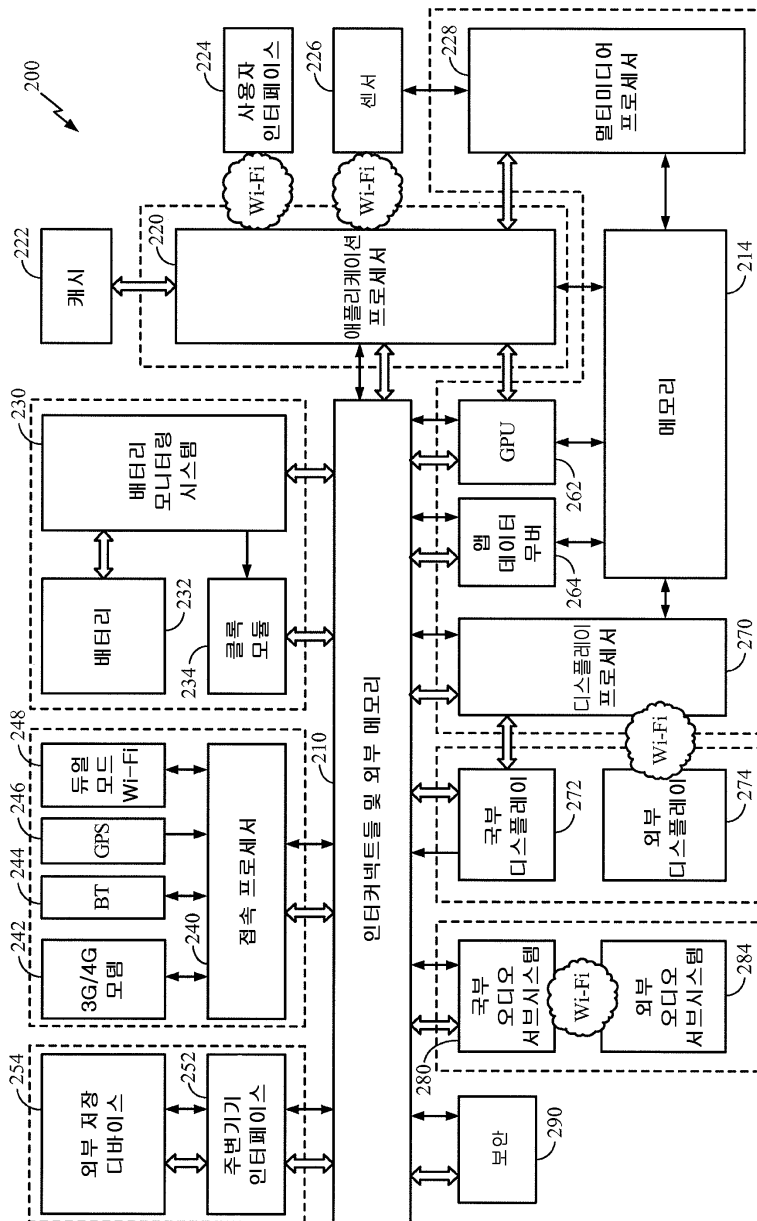 200
254
외부 저장
디바이스
252
주변기기
인터페이스
242
3G/4G
모뎀
244
BT
246
GPS
248
듀얼
모드
Wi-Fi
240
접속 프로세서
232
배터리
230
배터리
모니터링
시스템
234
클록
모듈
222
캐시
210
인터커넥트들 및 외부 메모리
220
애플리케이션
프로세서
Wi-Fi
224
사용자
인터페이스
Wi-Fi
226
센서
290
보안
280
국부
오디오
서브시스템
Wi-Fi
284
외부
오디오
서브시스템
272
국부
디스플레이
274
외부
디스플레이
Wi-Fi
270
디스플레이
프로세서
264
앱
데이터
무버
262
GPU
214
메모리
228
멀티미디어
프로세서